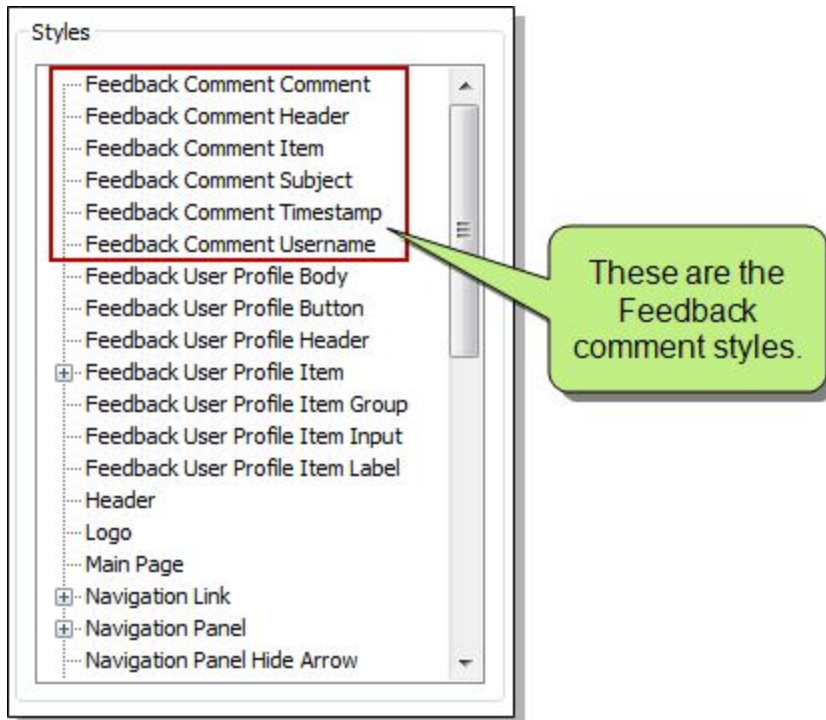 Styles
Feedback Comment Comment
Feedback Comment Header
Feedback Comment Item
Feedback Comment Subject
Feedback Comment Timestamp
Feedback Comment Username
Feedback User Profile Body
Feedback User Profile Button
Feedback User Profile Header
Feedback User Profile Item
Feedback User Profile Item Group
Feedback User Profile Item Input
Feedback User Profile Item Label
Header
Logo
Main Page
Navigation Link
Navigation Panel
Navigation Panel Hide Arrow
These are the
Feedback
comment styles.